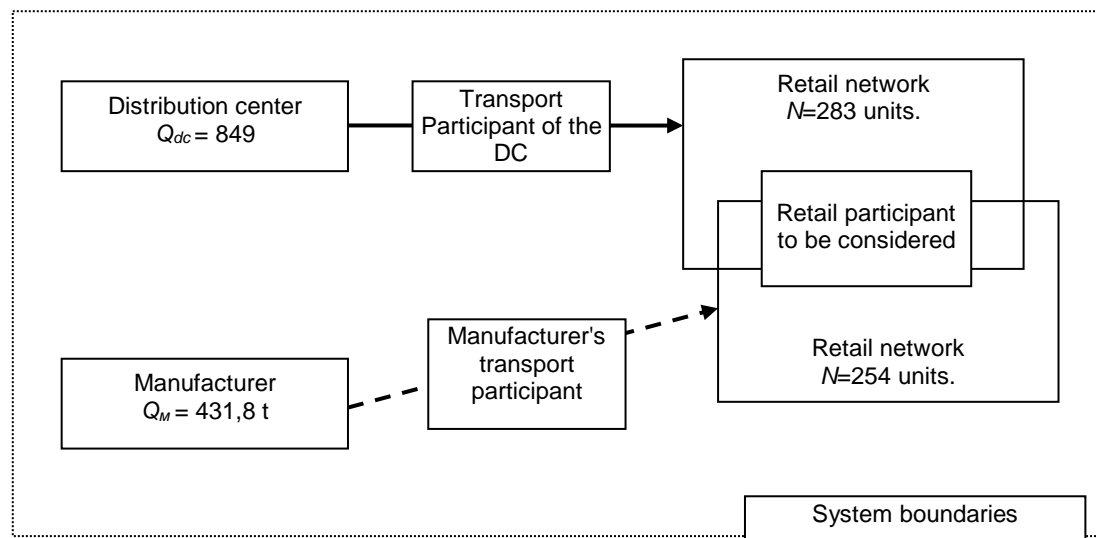 Distribution center
Qdc = 849
Transport
Participant of the
DC
Retail network
N=283 units.
Retail participant
to be considered
Manufacturer
QM = 431,8 t
Manufacturer's
transport
participant
Retail network
N=254 units.
System boundaries